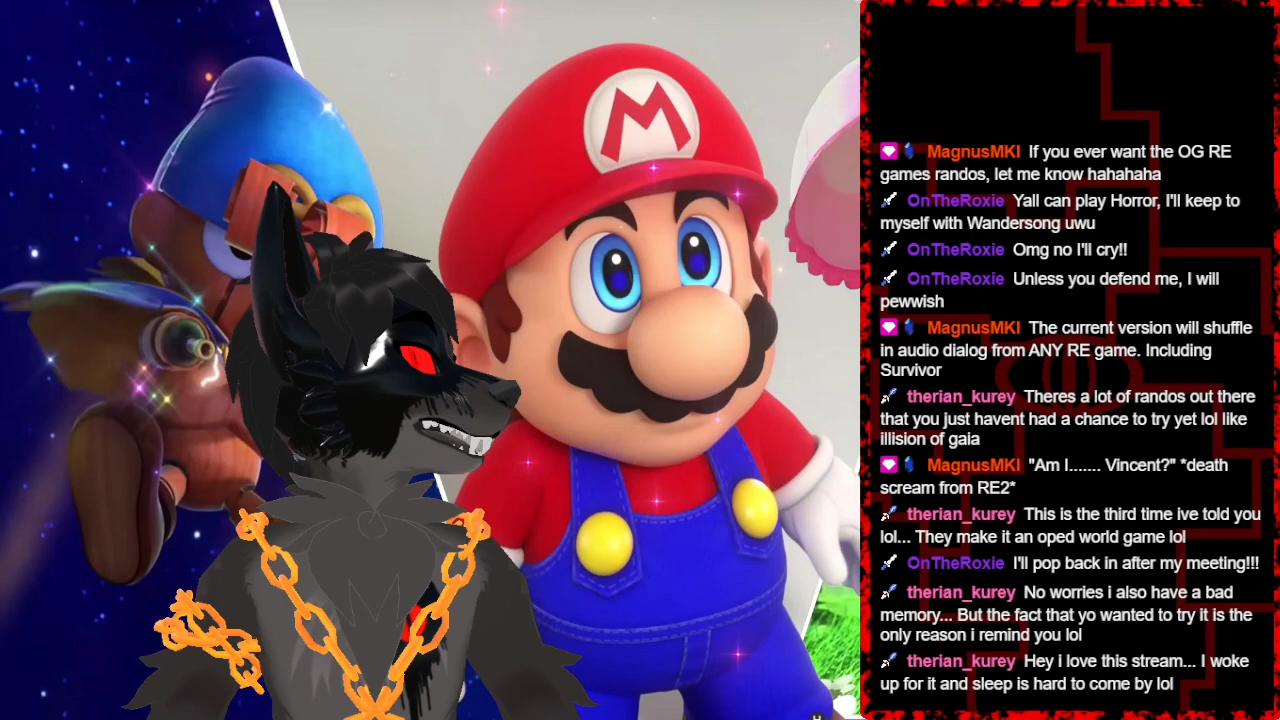 M
MagnusMKI If you ever want the OG RE
games randos, let me know hahahaha
OnTheRoxie Yall can play Horror, I'll keep to
myself with Wandersong uwu
OnTheRoxie Omg no I'll cry!!
OnTheRoxie Unless you defend me, I will
pewwish
MagnusMKI The current version will shuffle
in audio dialog from ANY RE game. Including
Survivor
therian_kurey Theres a lot of randos out there
that you just havent had a chance to try yet lol like
illision of gaia
MagnusMKI "Am I....... Vincent?" *death
scream from RE2*
therian_kurey This is the third time ive told you
lol... They make it an oped world game lol
OnTheRoxie I'll pop back in after my meeting!!!
therian_kurey No worries i also have a bad
memory... But the fact that yo wanted to try it is the
only reason i remind you lol
therian_kurey Hey i love this stream... I woke
up for it and sleep is hard to come by lol